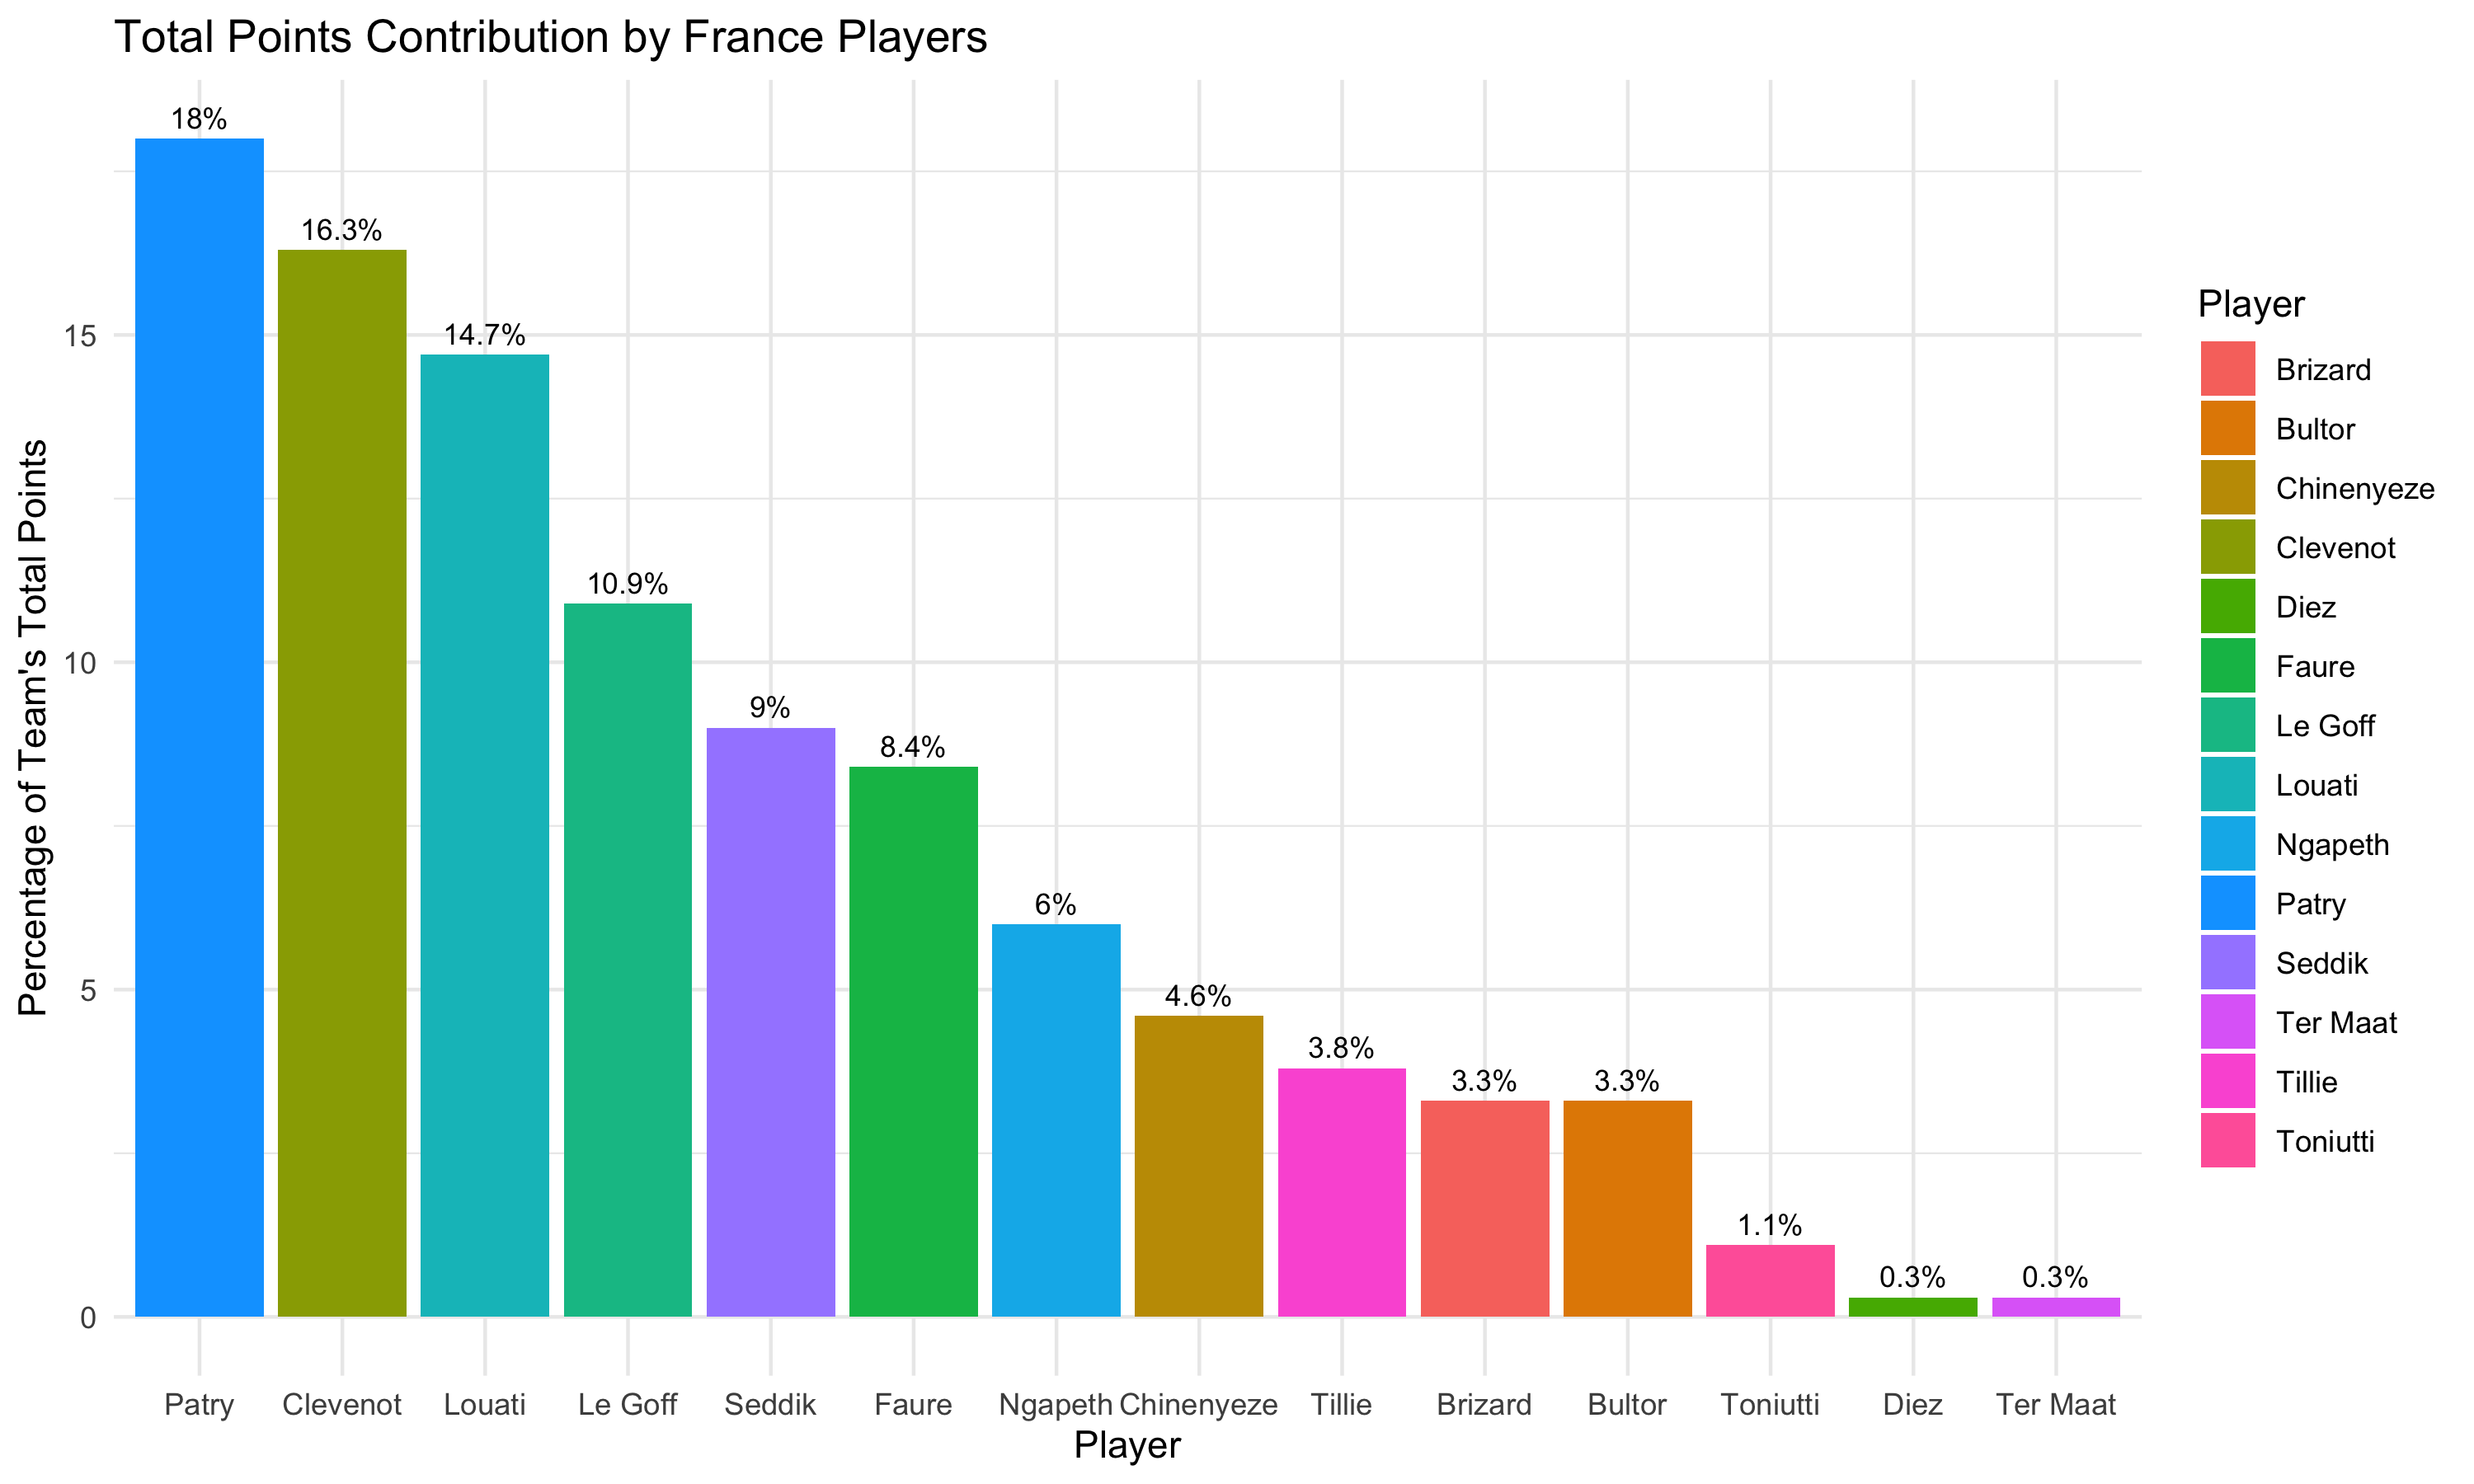 Total Points Contribution by France Players
Percentage of Team's Total Points
15
10
5
0
18%
16.3%
14.7%
10.9%
9%
8.4%
6%
4.6%
3.8%
3.3%
3.3%
1.1%
0.3%
0.3%
Patry Clevenot Louati Le Goff Seddik Faure Ngapeth Chinenyeze Tillie Brizard Bultor Toniutti Diez Ter Maat
Player
Player
Brizard
Bultor
Chinenyeze
Clevenot
Diez
Faure
Le Goff
Louati
Ngapeth
Patry
Seddik
Ter Maat
Tillie
Toniutti